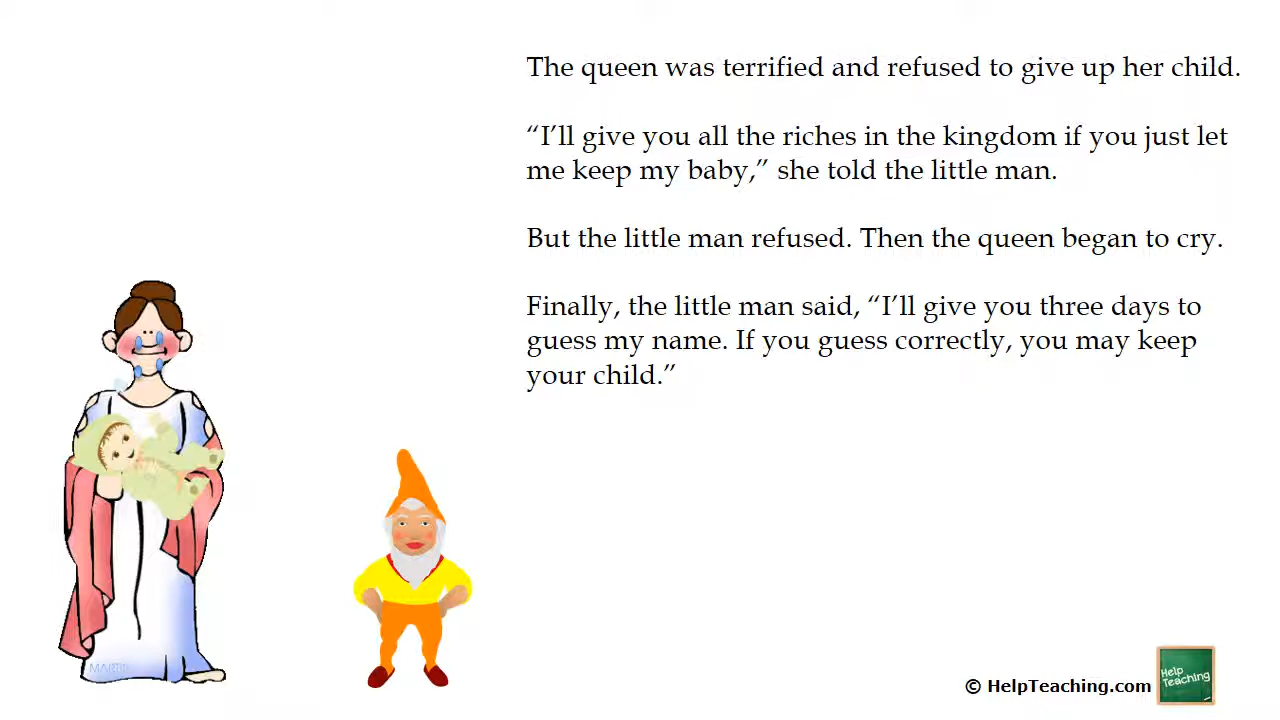 The queen was terrified and refused to give up her child.
“I’ll give you all the riches in the kingdom if you just let
me keep my baby,” she told the little man.
But the little man refused. Then the queen began to cry.
Finally, the little man said, “I’ll give you three days to
guess my name. If you guess correctly, you may keep
your child.”
© HelpTeaching.com
Help
Teaching